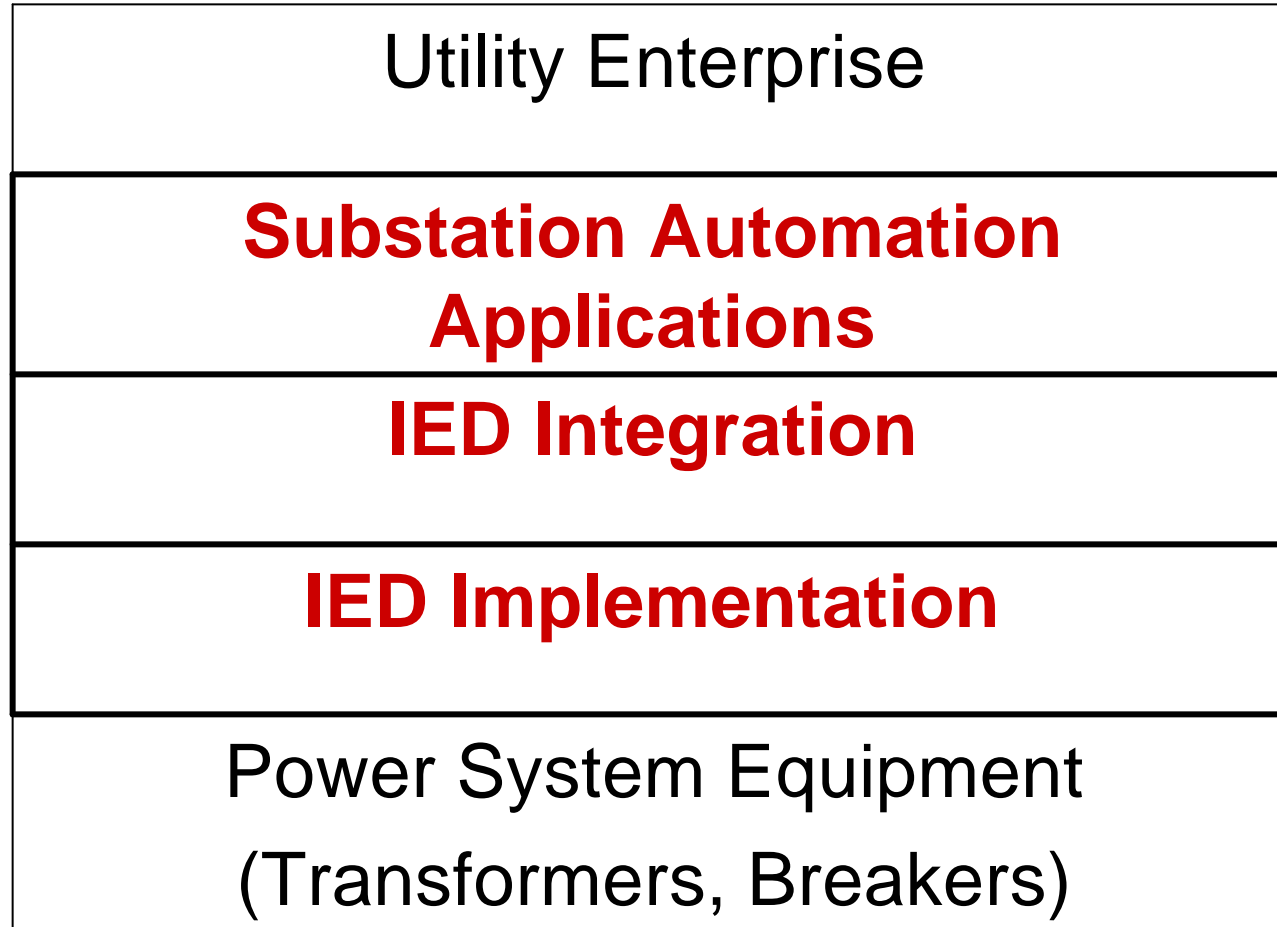 Utility Enterprise
Substation Automation
Applications
IED Integration
IED Implementation
Power System Equipment
(Transformers, Breakers)